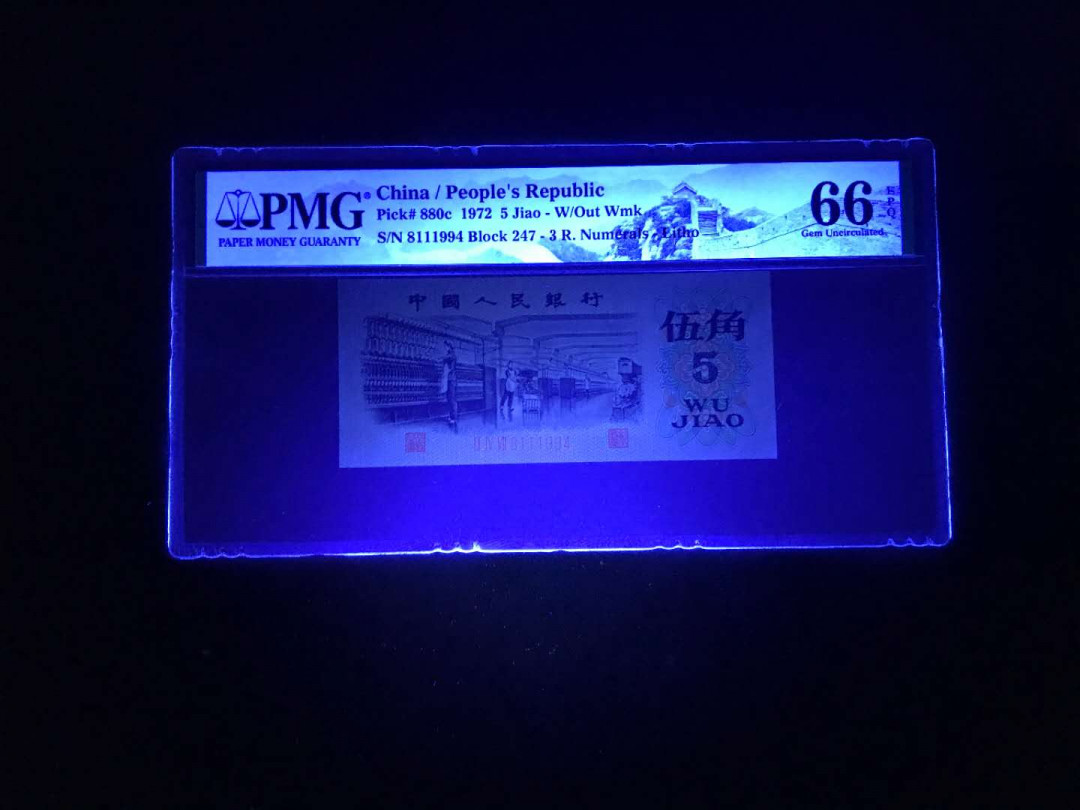 PMG®
PAPER MONEY GUARANTY
China / People's Republic
Pick# 880c 1972 5 Jiao - W/Out Wmk
S/N 8111994 Block 247 - 3 R. Numerals - Litho
66
EPQ
Gem Uncirculated
中國人民銀行
伍角
5
WU
JIAO
8111994